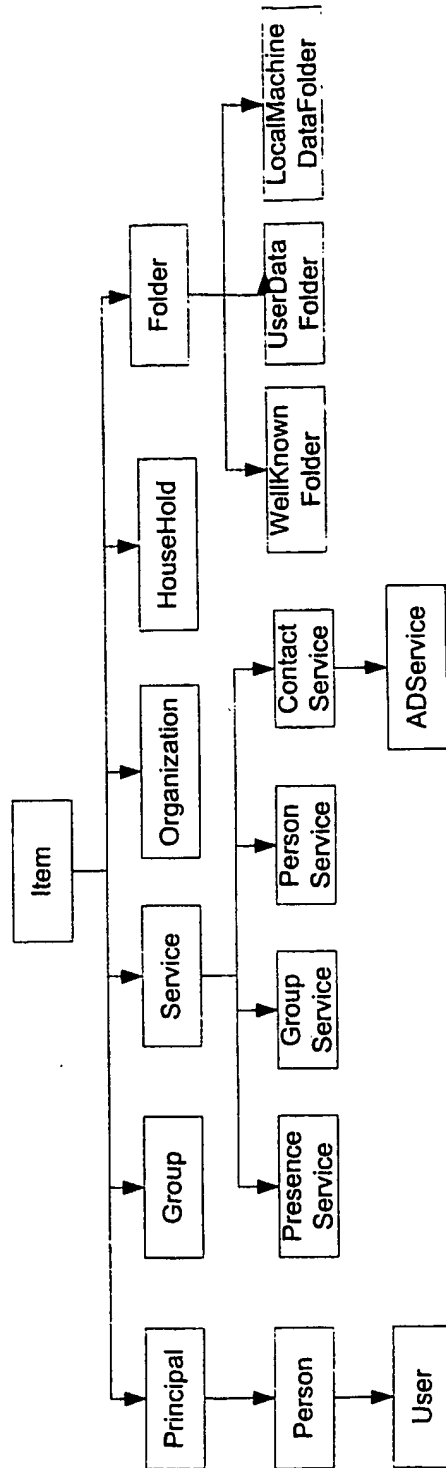 Item
Principal
Group
Service
Organization
HouseHold
Folder
Person
Presence
Service
Group
Service
Person
Service
Contact
Service
WellKnown
Folder
UserData
Folder
LocalMachine
DataFolder
User
ADService